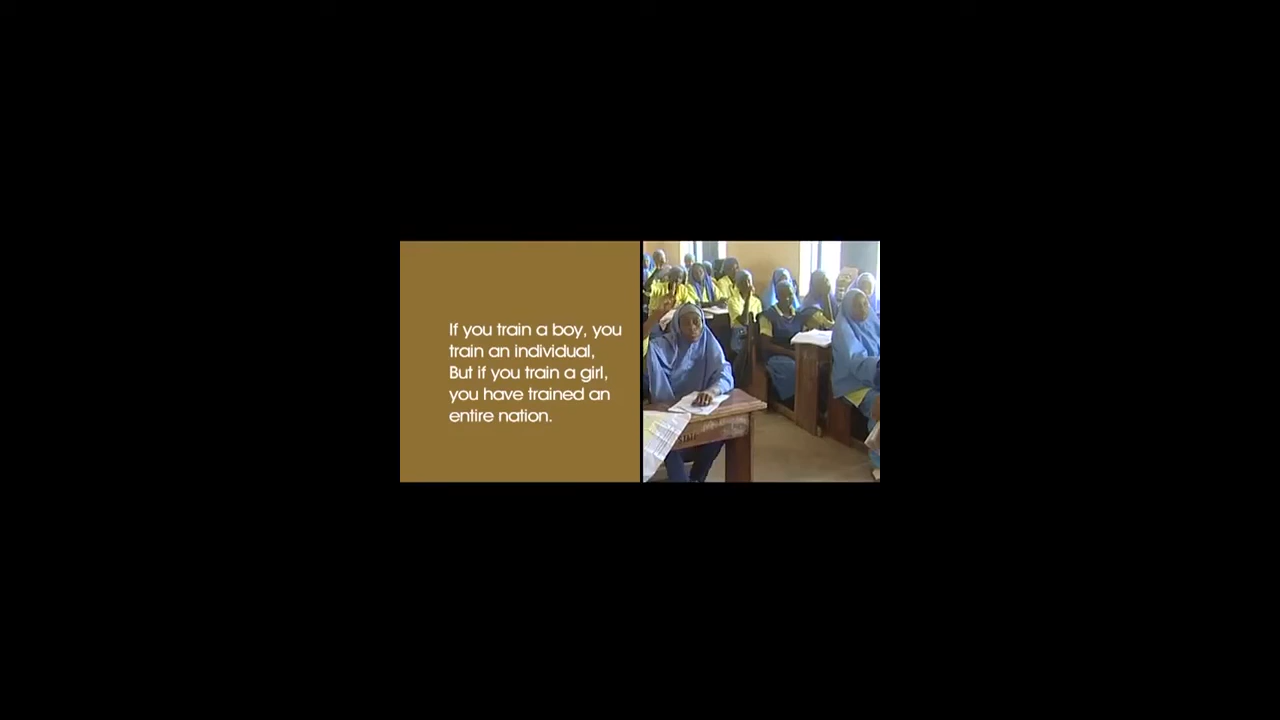 If you train a boy, you
train an individual,
But if you train a girl,
you have trained an
entire nation.